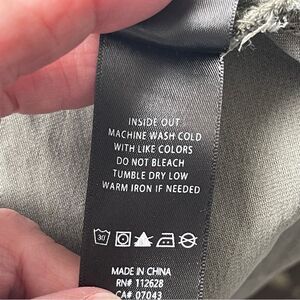 INSIDE OUT
MACHINE WASH COLD
WITH LIKE COLORS
DO NOT BLEACH
TUMBLE DRY LOW
WARM IRON IF NEEDED
30
MADE IN CHINA
RN# 112628
CA# 07043